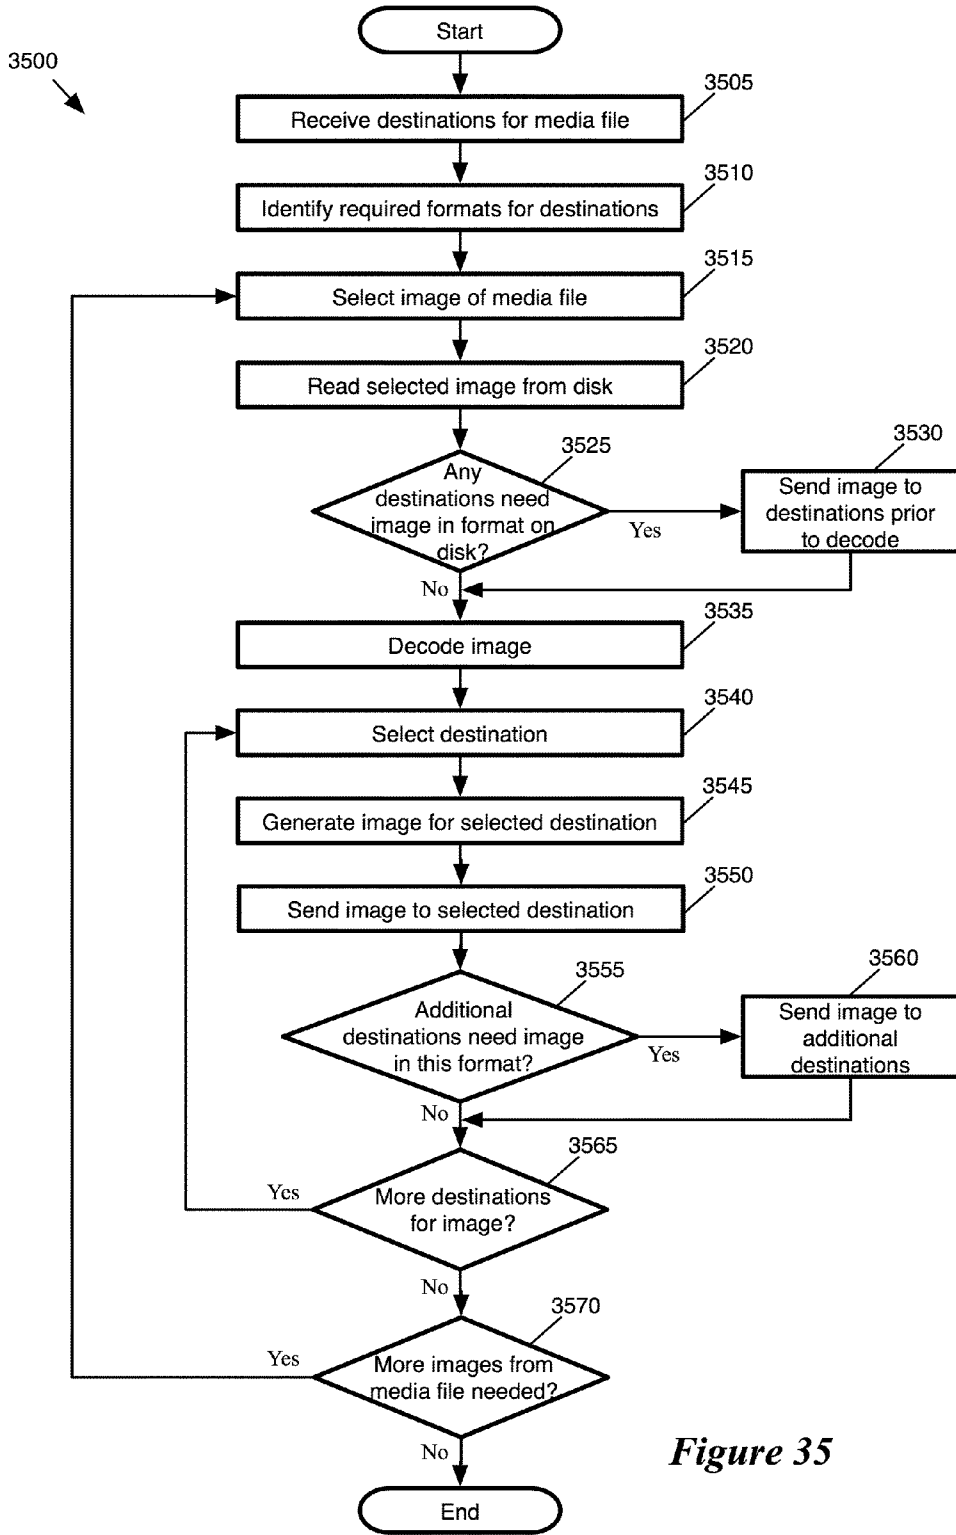 Start
3500
3505
Receive destinations for media file
3510
Identify required formats for destinations
3515
Select image of media file
3520
Read selected image from disk
3525
Any
destinations need
image in format on
disk?
Yes
No
3530
Send image to
destinations prior
to decode
3535
Decode image
3540
Select destination
3545
Generate image for selected destination
3550
Send image to selected destination
3555
Additional
destinations need image
in this format?
Yes
No
3560
Send image to
additional
destinations
3565
More destinations
for image?
Yes
No
3570
More images from
media file needed?
Yes
No
End
Figure 35